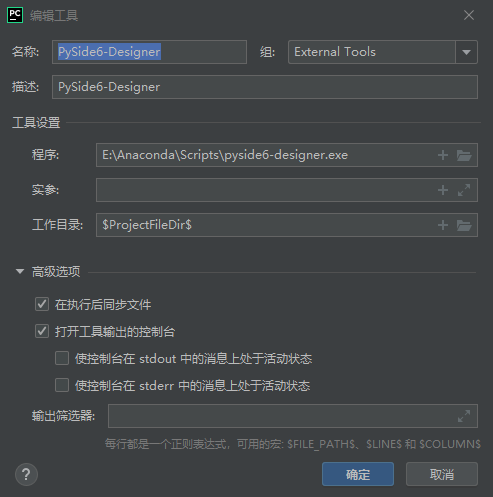 PC 编辑工具
名称: PySide6-Designer 组: External Tools
描述: PySide6-Designer
工具设置
程序: E:\Anaconda\Scripts\pyside6-designer.exe
实参:
工作目录: $ProjectFileDir$
高级选项
在执行后同步文件
打开工具输出的控制台
使控制台在 stdout 中的消息上处于活动状态
使控制台在 stderr 中的消息上处于活动状态
输出筛选器:
每行都是一个正则表达式，可用的宏: $FILE_PATH$、$LINE$ 和 $COLUMN$
? 确定 取消